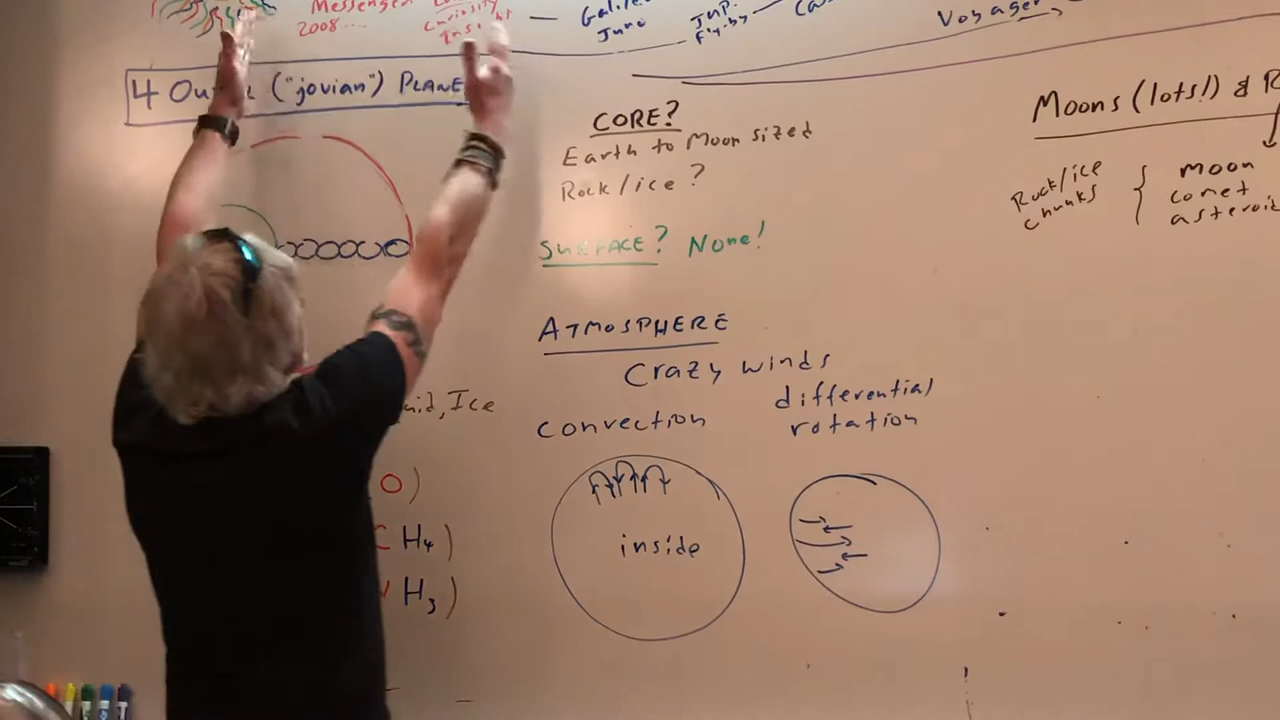 Messenger
2008....
Curiosity
Insight
Galileo
Juno
Jup.
Fly-by
Voyager
4 Ou ("jovian") PLANE
CORE?
Earth to Moon sized
Rock/ice?
SURFACE? None!
ATMOSPHERE
Crazy winds
convection
differential
rotation
inside
Moons (lots!) & R
Rock/ice
chunks
moon
comet
asteroid
uid, Ice
O)
CH4)
H3)